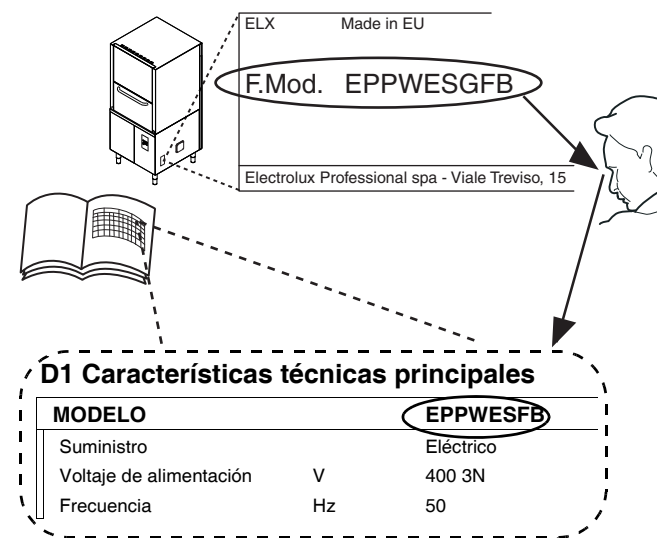 ELX Made in EU
F.Mod. EPPWESGFB
Electrolux Professional spa - Viale Treviso, 15
D1 Características técnicas principales
MODELO EPPWESFB
Suministro Eléctrico
Voltaje de alimentación V 400 3N
Frecuencia Hz 50